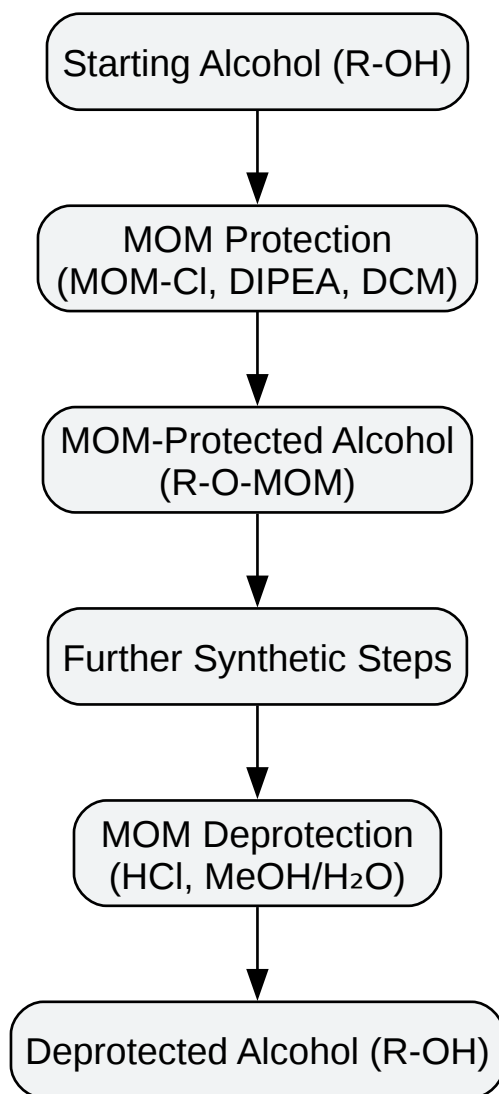 Starting Alcohol (R-OH)
MOM Protection
(MOM-Cl, DIPEA, DCM)
MOM-Protected Alcohol
(R-O-MOM)
Further Synthetic Steps
MOM Deprotection
(HCl, MeOH/H₂O)
Deprotected Alcohol (R-OH)